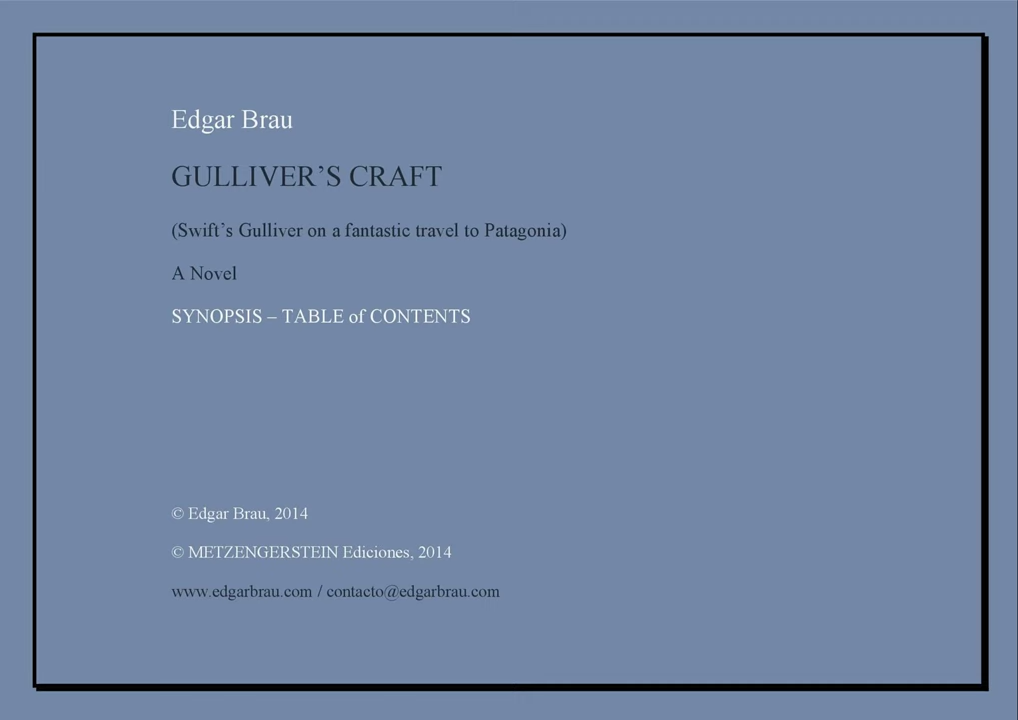 Edgar Brau
GULLIVER’S CRAFT
(Swift’s Gulliver on a fantastic travel to Patagonia)
A Novel
SYNOPSIS – TABLE of CONTENTS
© Edgar Brau, 2014
© METZENGERSTEIN Ediciones, 2014
www.edgarbrau.com / contacto@edgarbrau.com